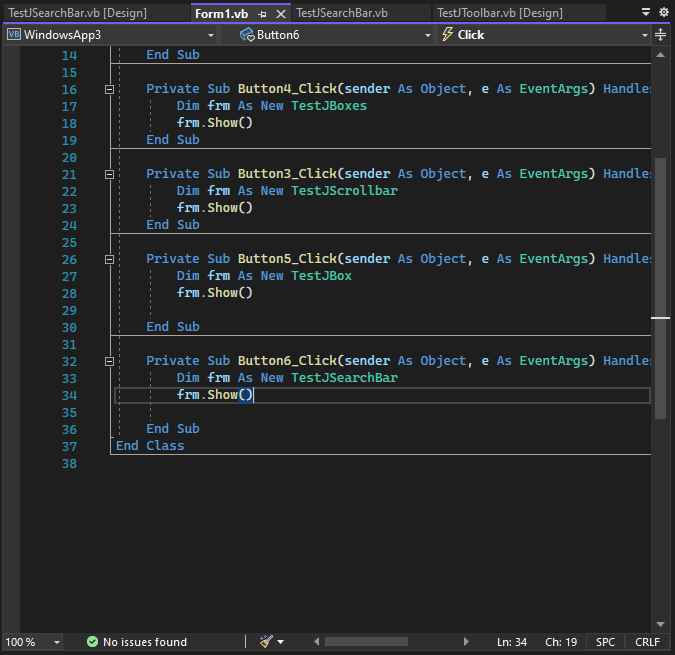 TestJSearchBar.vb [Design] Form1.vb TestJSearchBar.vb TestJToolbar.vb [Design]
VB WindowsApp3 Button6 Click
14 End Sub
15
16 Private Sub Button4_Click(sender As Object, e As EventArgs) Handles
17 Dim frm As New TestJBoxes
18 frm.Show()
19 End Sub
20
21 Private Sub Button3_Click(sender As Object, e As EventArgs) Handles
22 Dim frm As New TestJScrollbar
23 frm.Show()
24 End Sub
25
26 Private Sub Button5_Click(sender As Object, e As EventArgs) Handles
27 Dim frm As New TestJBox
28 frm.Show()
29
30 End Sub
31
32 Private Sub Button6_Click(sender As Object, e As EventArgs) Handles
33 Dim frm As New TestJSearchBar
34 frm.Show()
35
36 End Sub
37 End Class
38
100 % No issues found Ln: 34 Ch: 19 SPC CRLF